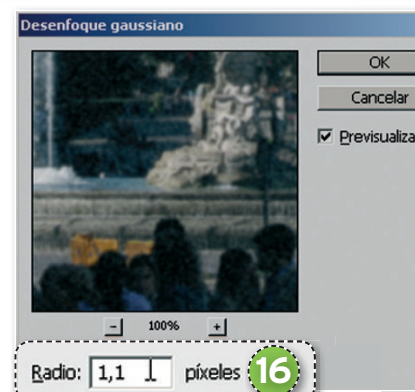 Desenfoque gaussiano
OK
Cancelar
Previsualiza
- 100% +
Radio: 1,1 píxeles 16